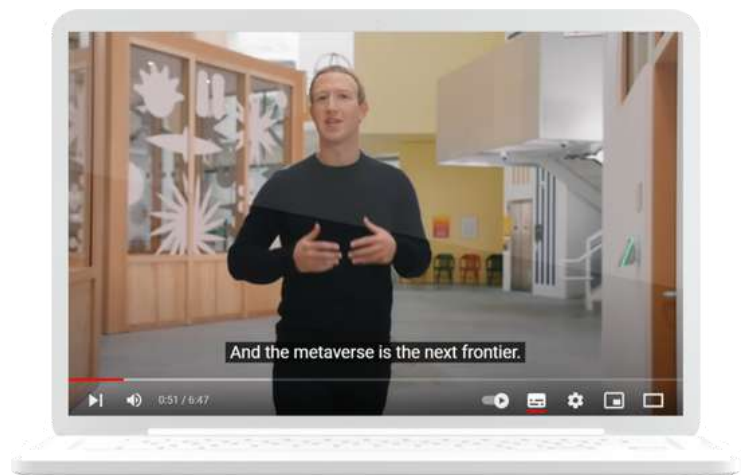 And the metaverse is the next frontier.
0:51 / 6:47